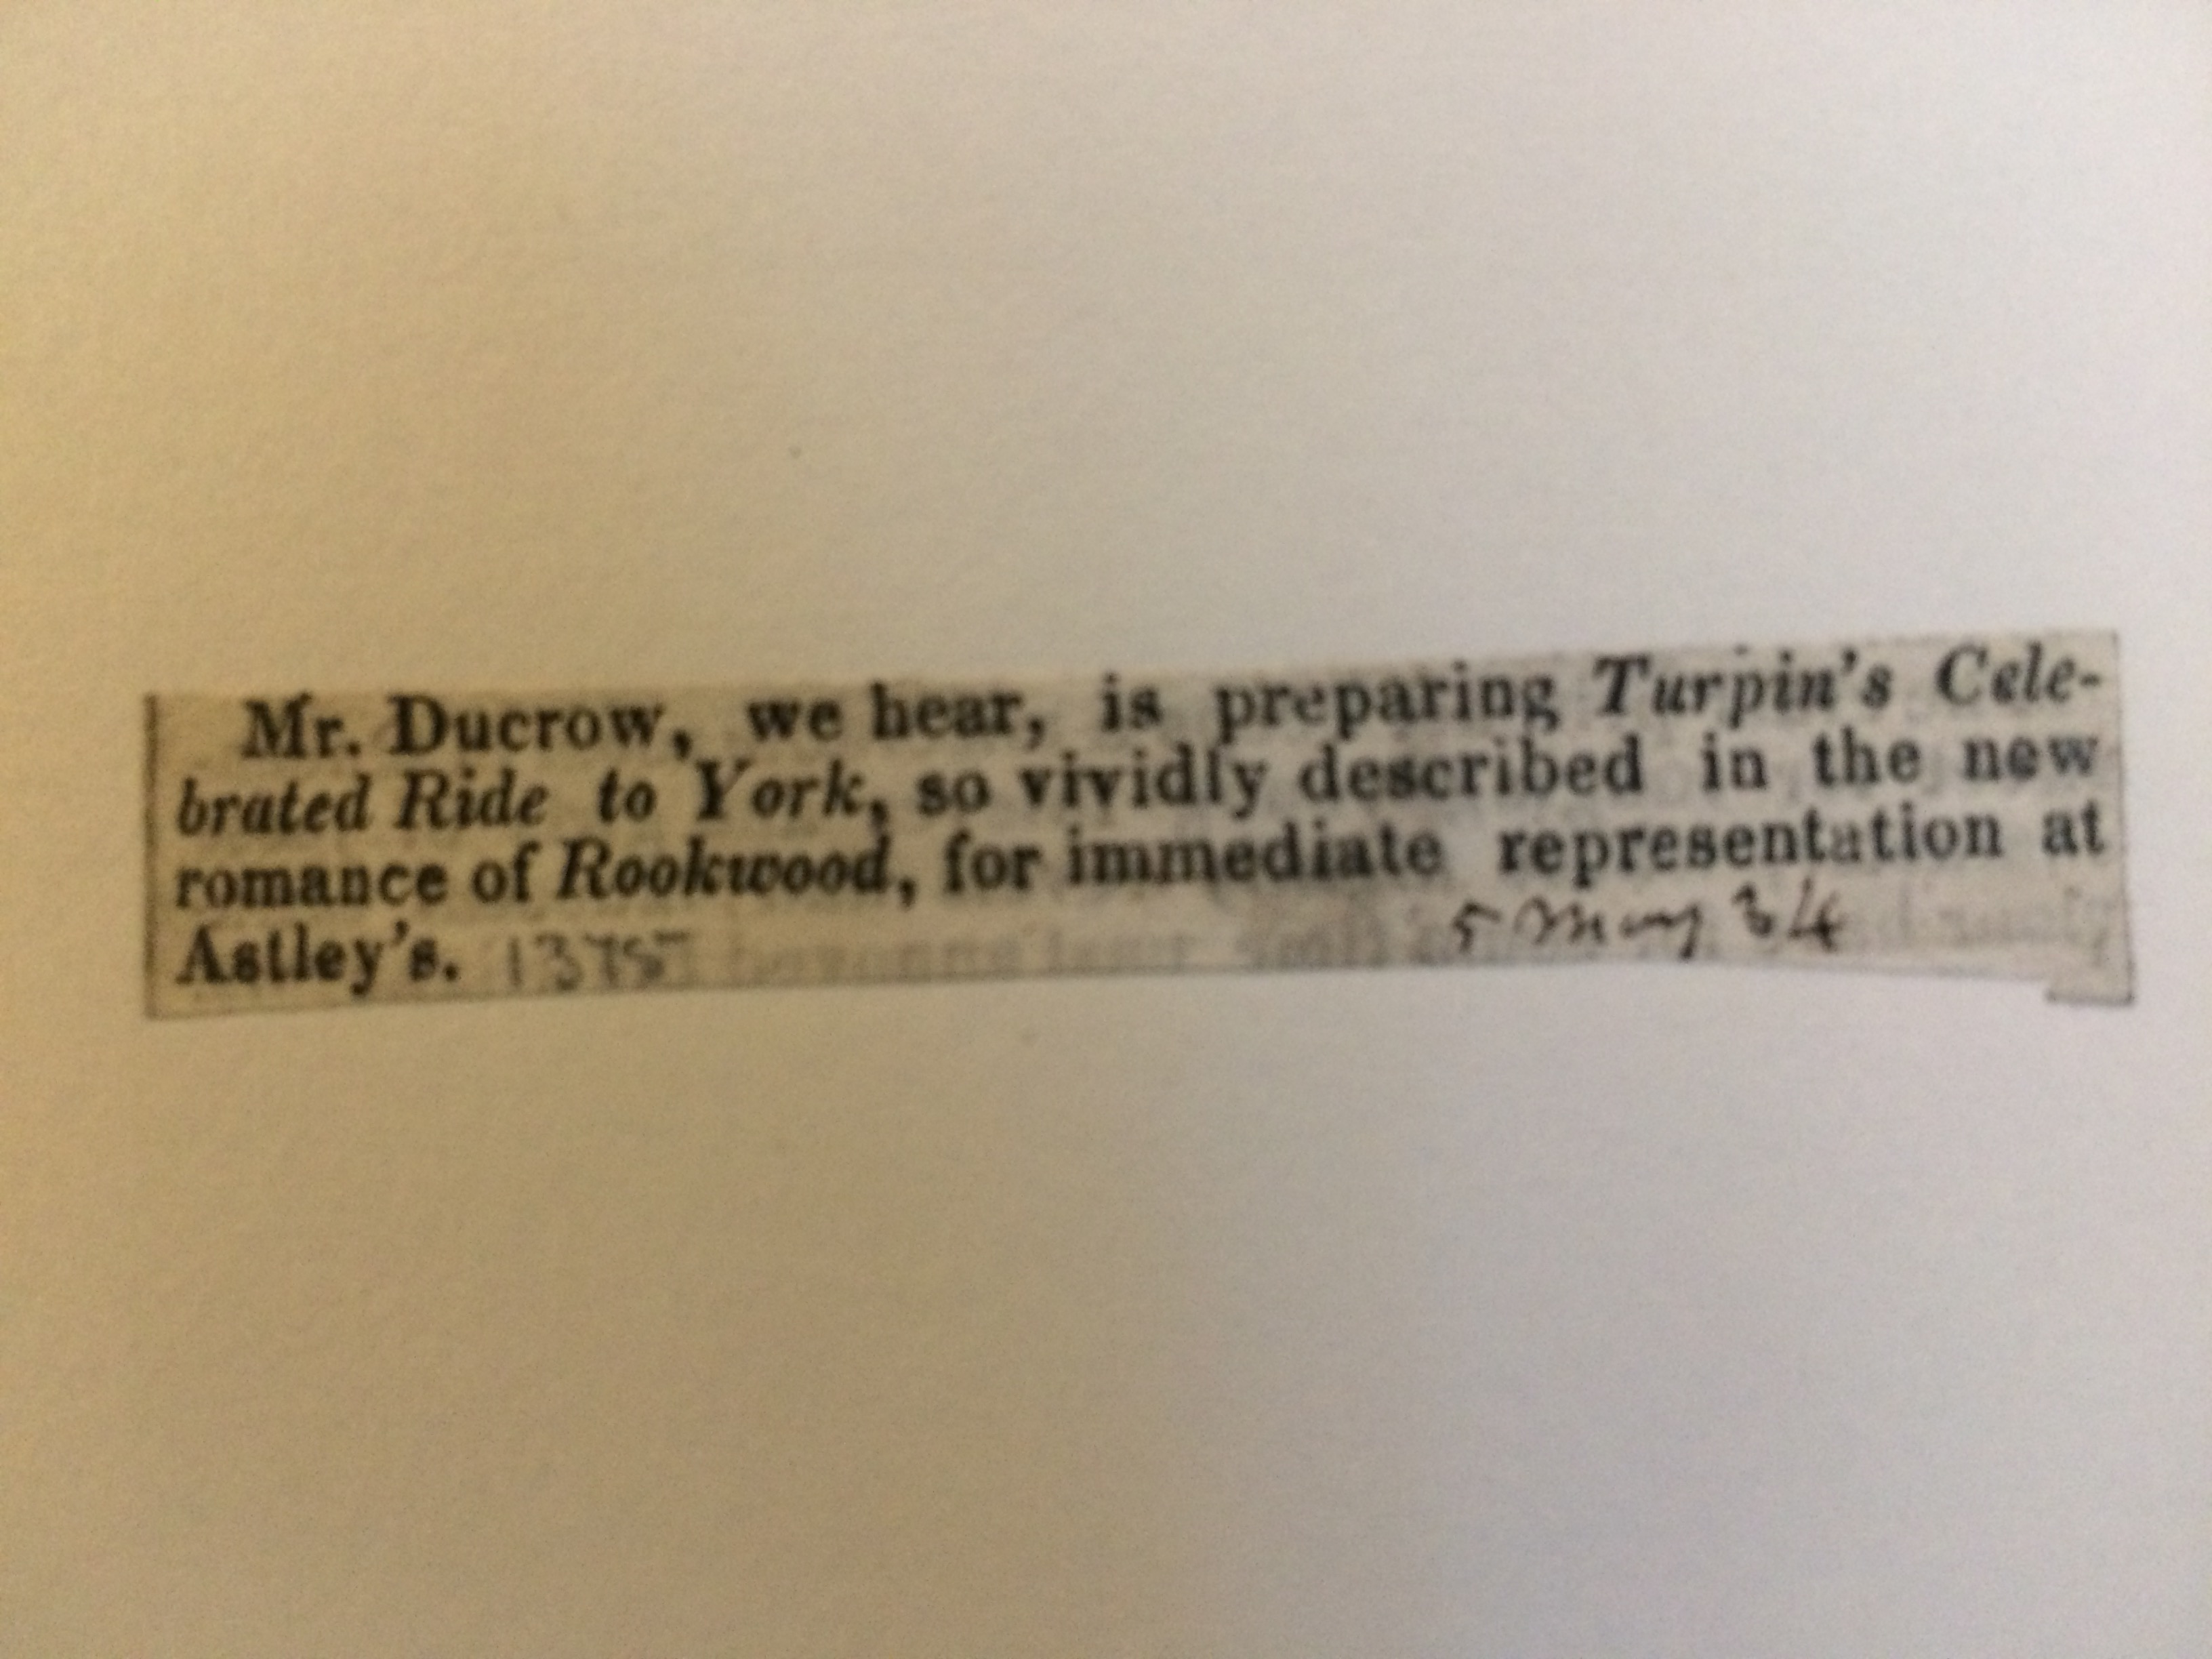 Mr. Ducrow, we hear, is preparing Turpin's Cele-
brated Ride to York, so vividly described in the new
romance of Rookwood, for immediate representation at
Astley's. 1375 5 May 34